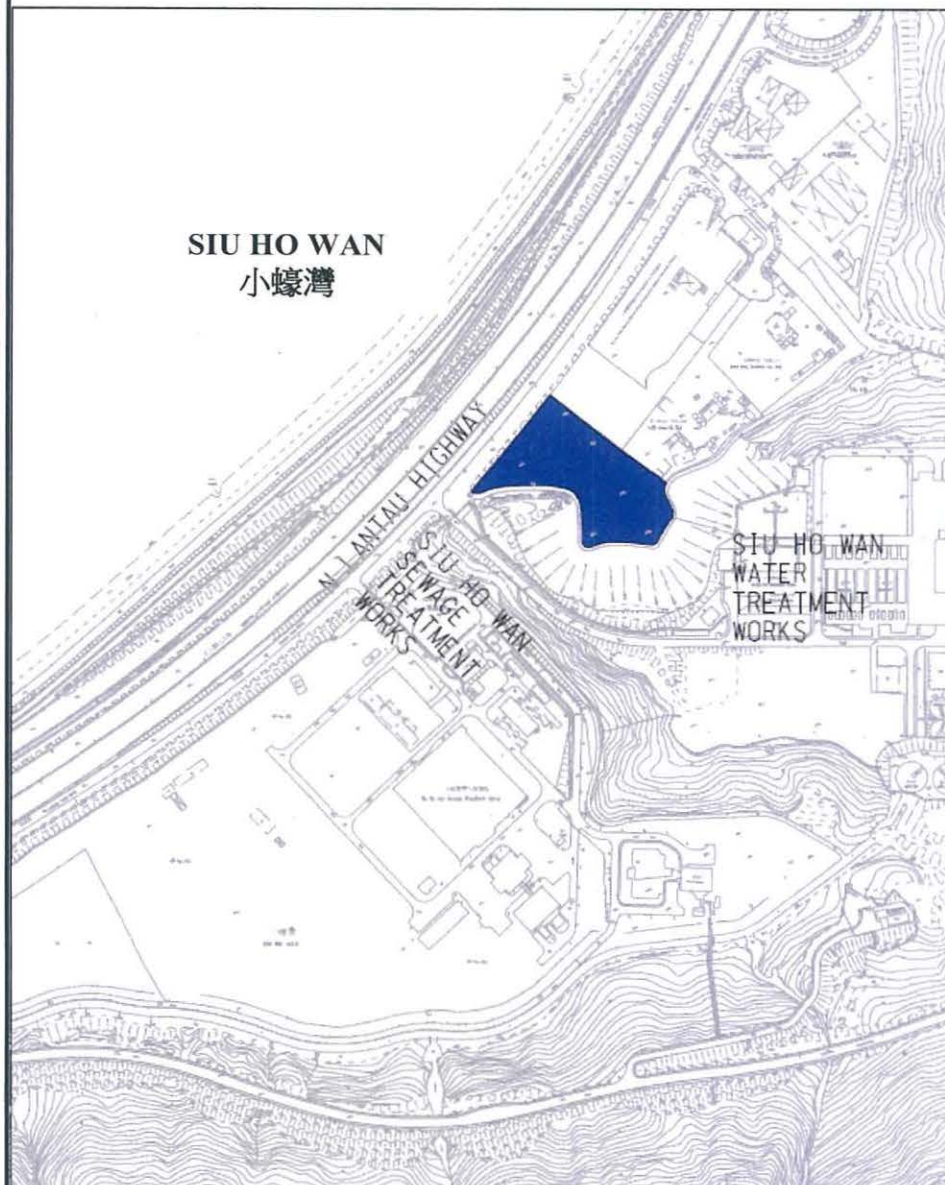 SIU HO WAN
小蠔灣
N LANTAU HIGHWAY
SIU HO WAN
SEWAGE
TREATMENT
WORKS
SIU HO WAN
WATER
TREATMENT
WORKS